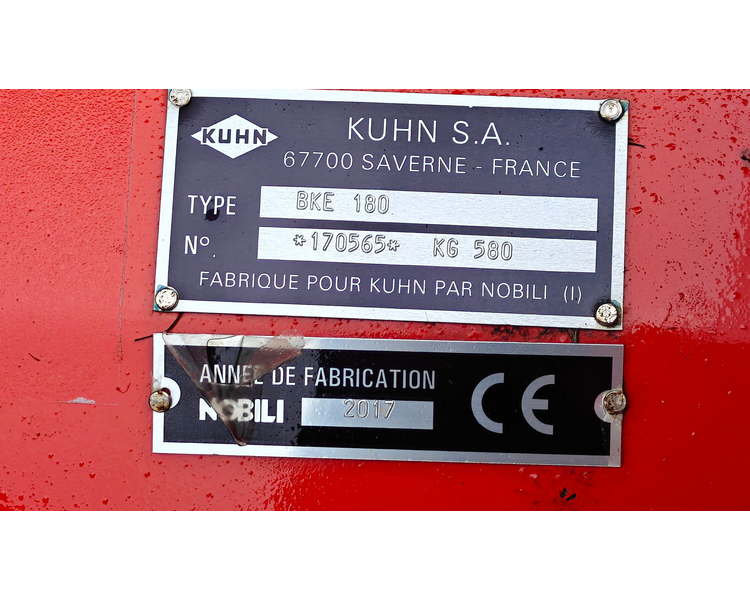 KUHN
KUHN S.A.
67700 SAVERNE - FRANCE
TYPE BKE 180
N° *170565* KG 580
FABRIQUE POUR KUHN PAR NOBILI (I)
ANNEE DE FABRICATION
NOBILI 2017 CE